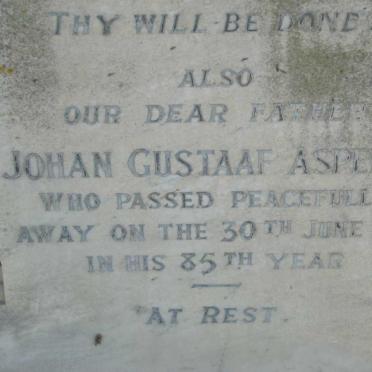 THY WILL BE DONE
ALSO
OUR DEAR FATHER
JOHAN GUSTAAF ASPE
WHO PASSED PEACEFULL
AWAY ON THE 30TH JUNE
IN HIS 85TH YEAR
AT REST.